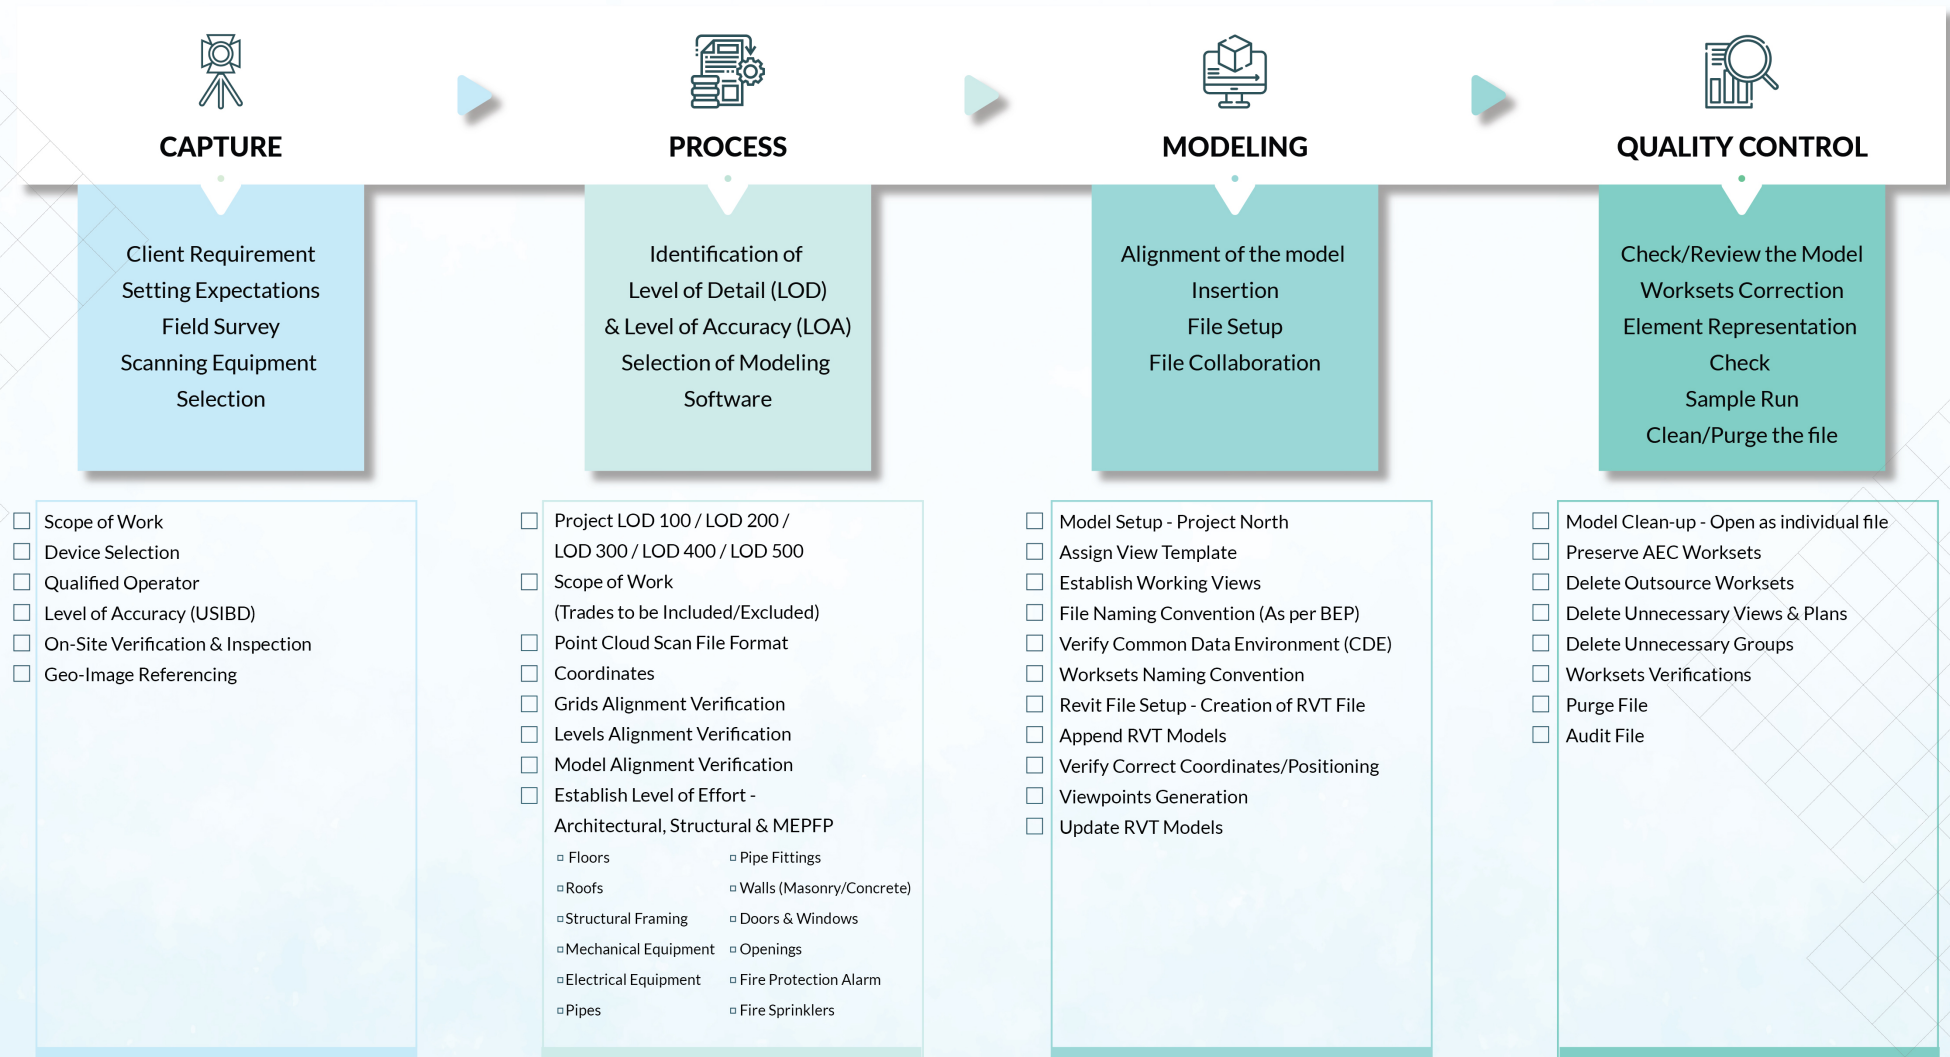 CAPTURE
PROCESS
MODELING
QUALITY CONTROL
Client Requirement
Setting Expectations
Field Survey
Scanning Equipment
Selection
Identification of
Level of Detail (LOD)
& Level of Accuracy (LOA)
Selection of Modeling
Software
Alignment of the model
Insertion
File Setup
File Collaboration
Check/Review the Model
Worksets Correction
Element Representation
Check
Sample Run
Clean/Purge the file
Scope of Work
Device Selection
Qualified Operator
Level of Accuracy (USIBD)
On-Site Verification & Inspection
Geo-Image Referencing
Project LOD 100 / LOD 200 /
LOD 300 / LOD 400 / LOD 500
Scope of Work
(Trades to be Included/Excluded)
Point Cloud Scan File Format
Coordinates
Grids Alignment Verification
Levels Alignment Verification
Model Alignment Verification
Establish Level of Effort -
Architectural, Structural & MEPFP
Floors
Roofs
Structural Framing
Mechanical Equipment
Electrical Equipment
Pipes
Pipe Fittings
Walls (Masonry/Concrete)
Doors & Windows
Openings
Fire Protection Alarm
Fire Sprinklers
Model Setup - Project North
Assign View Template
Establish Working Views
File Naming Convention (As per BEP)
Verify Common Data Environment (CDE)
Worksets Naming Convention
Revit File Setup - Creation of RVT File
Append RVT Models
Verify Correct Coordinates/Positioning
Viewpoints Generation
Update RVT Models
Model Clean-up - Open as individual file
Preserve AEC Worksets
Delete Outsource Worksets
Delete Unnecessary Views & Plans
Delete Unnecessary Groups
Worksets Verifications
Purge File
Audit File